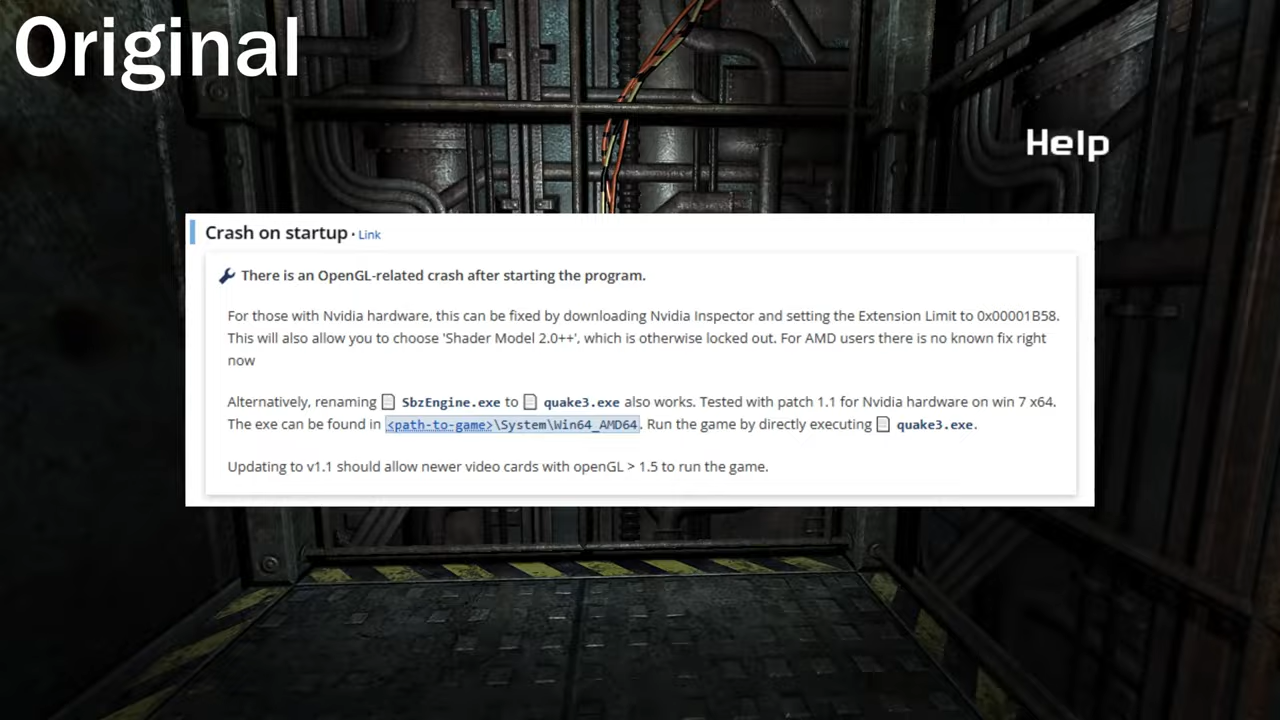 Original
Help
Crash on startup • Link
There is an OpenGL-related crash after starting the program.
For those with Nvidia hardware, this can be fixed by downloading Nvidia Inspector and setting the Extension Limit to 0x00001B58.
This will also allow you to choose 'Shader Model 2.0++', which is otherwise locked out. For AMD users there is no known fix right
now
Alternatively, renaming SbzEngine.exe to quake3.exe also works. Tested with patch 1.1 for Nvidia hardware on win 7 x64.
The exe can be found in <path-to-game>\System\Win64_AMD64. Run the game by directly executing quake3.exe.
Updating to v1.1 should allow newer video cards with openGL > 1.5 to run the game.